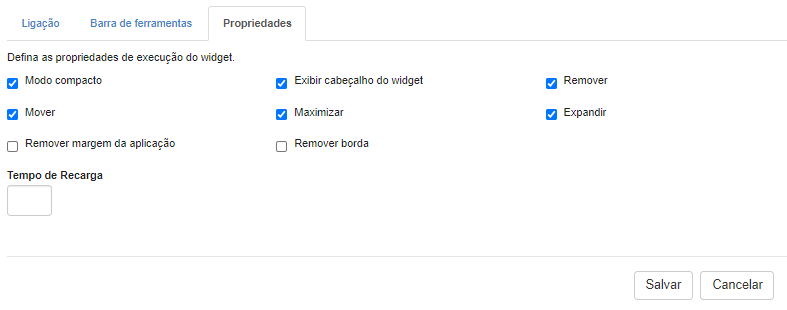 Ligação Barra de ferramentas Propriedades
Defina as propriedades de execução do widget.
Modo compacto Exibir cabeçalho do widget Remover
Mover Maximizar Expandir
Remover margem da aplicação Remover borda
Tempo de Recarga
Salvar Cancelar